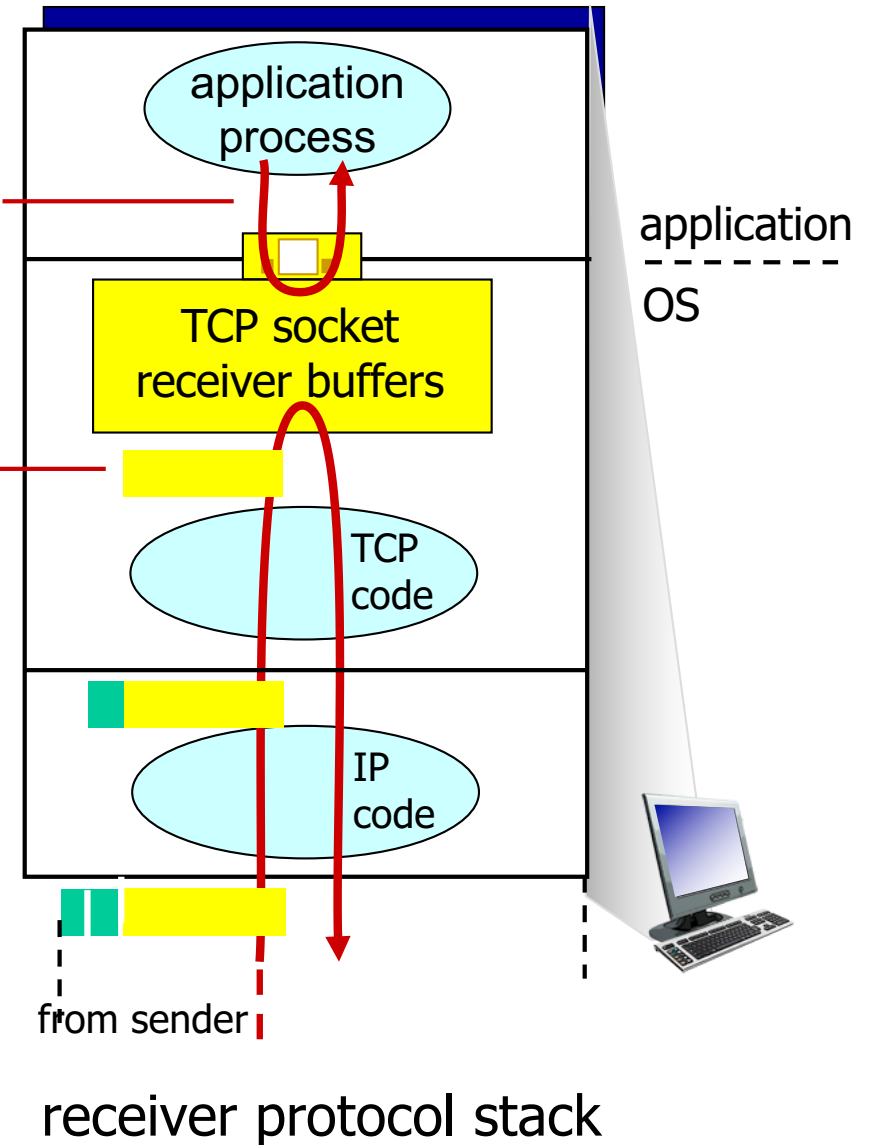 application
process
application
OS
TCP socket
receiver buffers
TCP
code
IP
code
from sender
receiver protocol stack